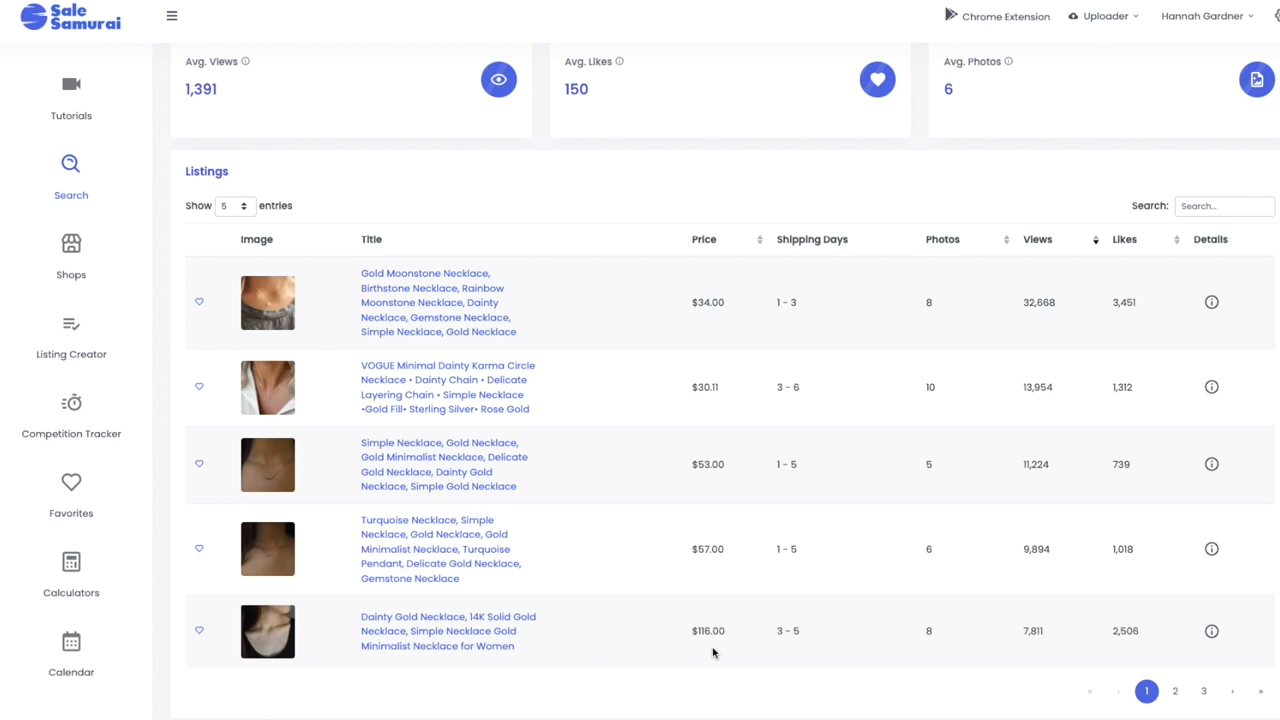 Sale
Samurai
Chrome Extension
Uploader
Hannah Gardner
Avg. Views
1,391
Avg. Likes
150
Avg. Photos
6
Tutorials
Search
Shops
Listing Creator
Competition Tracker
Favorites
Calculators
Calendar
Listings
Show 5 entries
Search: Search...
Image Title Price Shipping Days Photos Views Likes Details
Gold Moonstone Necklace,
Birthstone Necklace, Rainbow
Moonstone Necklace, Dainty
Necklace, Gemstone Necklace,
Simple Necklace, Gold Necklace
$34.00 1 - 3 8 32,668 3,451
VOGUE Minimal Dainty Karma Circle
Necklace • Dainty Chain • Delicate
Layering Chain • Simple Necklace
•Gold Fill• Sterling Silver• Rose Gold
$30.11 3 - 6 10 13,954 1,312
Simple Necklace, Gold Necklace,
Gold Minimalist Necklace, Delicate
Gold Necklace, Dainty Gold
Necklace, Simple Gold Necklace
$53.00 1 - 5 5 11,224 739
Turquoise Necklace, Simple
Necklace, Gold Necklace, Gold
Minimalist Necklace, Turquoise
Pendant, Delicate Gold Necklace,
Gemstone Necklace
$57.00 1 - 5 6 9,894 1,018
Dainty Gold Necklace, 14K Solid Gold
Necklace, Simple Necklace Gold
Minimalist Necklace for Women
$116.00 3 - 5 8 7,811 2,506
« ‹ 1 2 3 › »